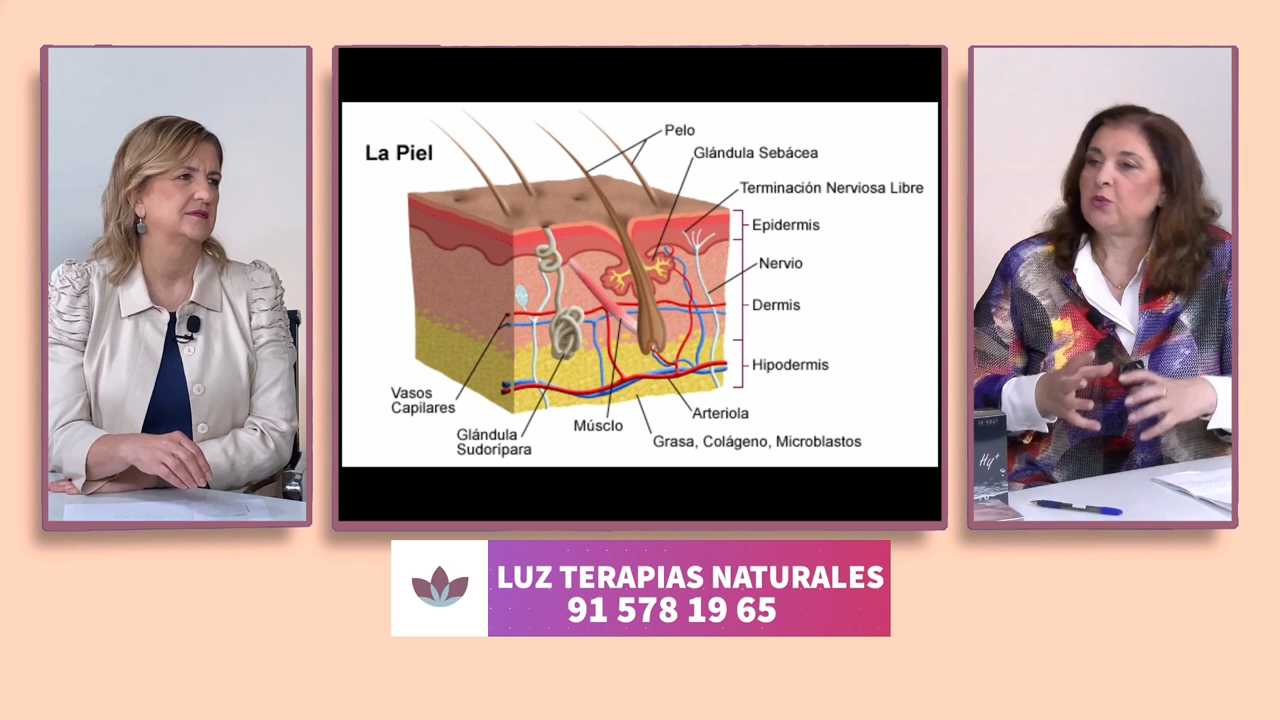 La Piel
Pelo
Glándula Sebácea
Terminación Nerviosa Libre
Epidermis
Nervio
Dermis
Hipodermis
Vasos
Capilares
Glándula
Sudorípara
Músclo
Arteriola
Grasa, Colágeno, Microblastos
Hy+
LUZ TERAPIAS NATURALES
91 578 19 65